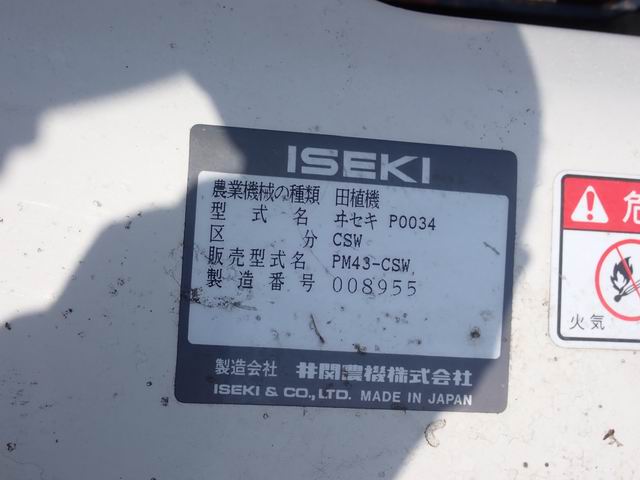 ISEKI
農業機械の種類 田植機
型式名 ヰセキ P0034
区分 CSW
販売型式名 PM43-CSW
製造番号 008955
製造会社 井関農機株式会社
ISEKI & CO., LTD. MADE IN JAPAN
危
火気